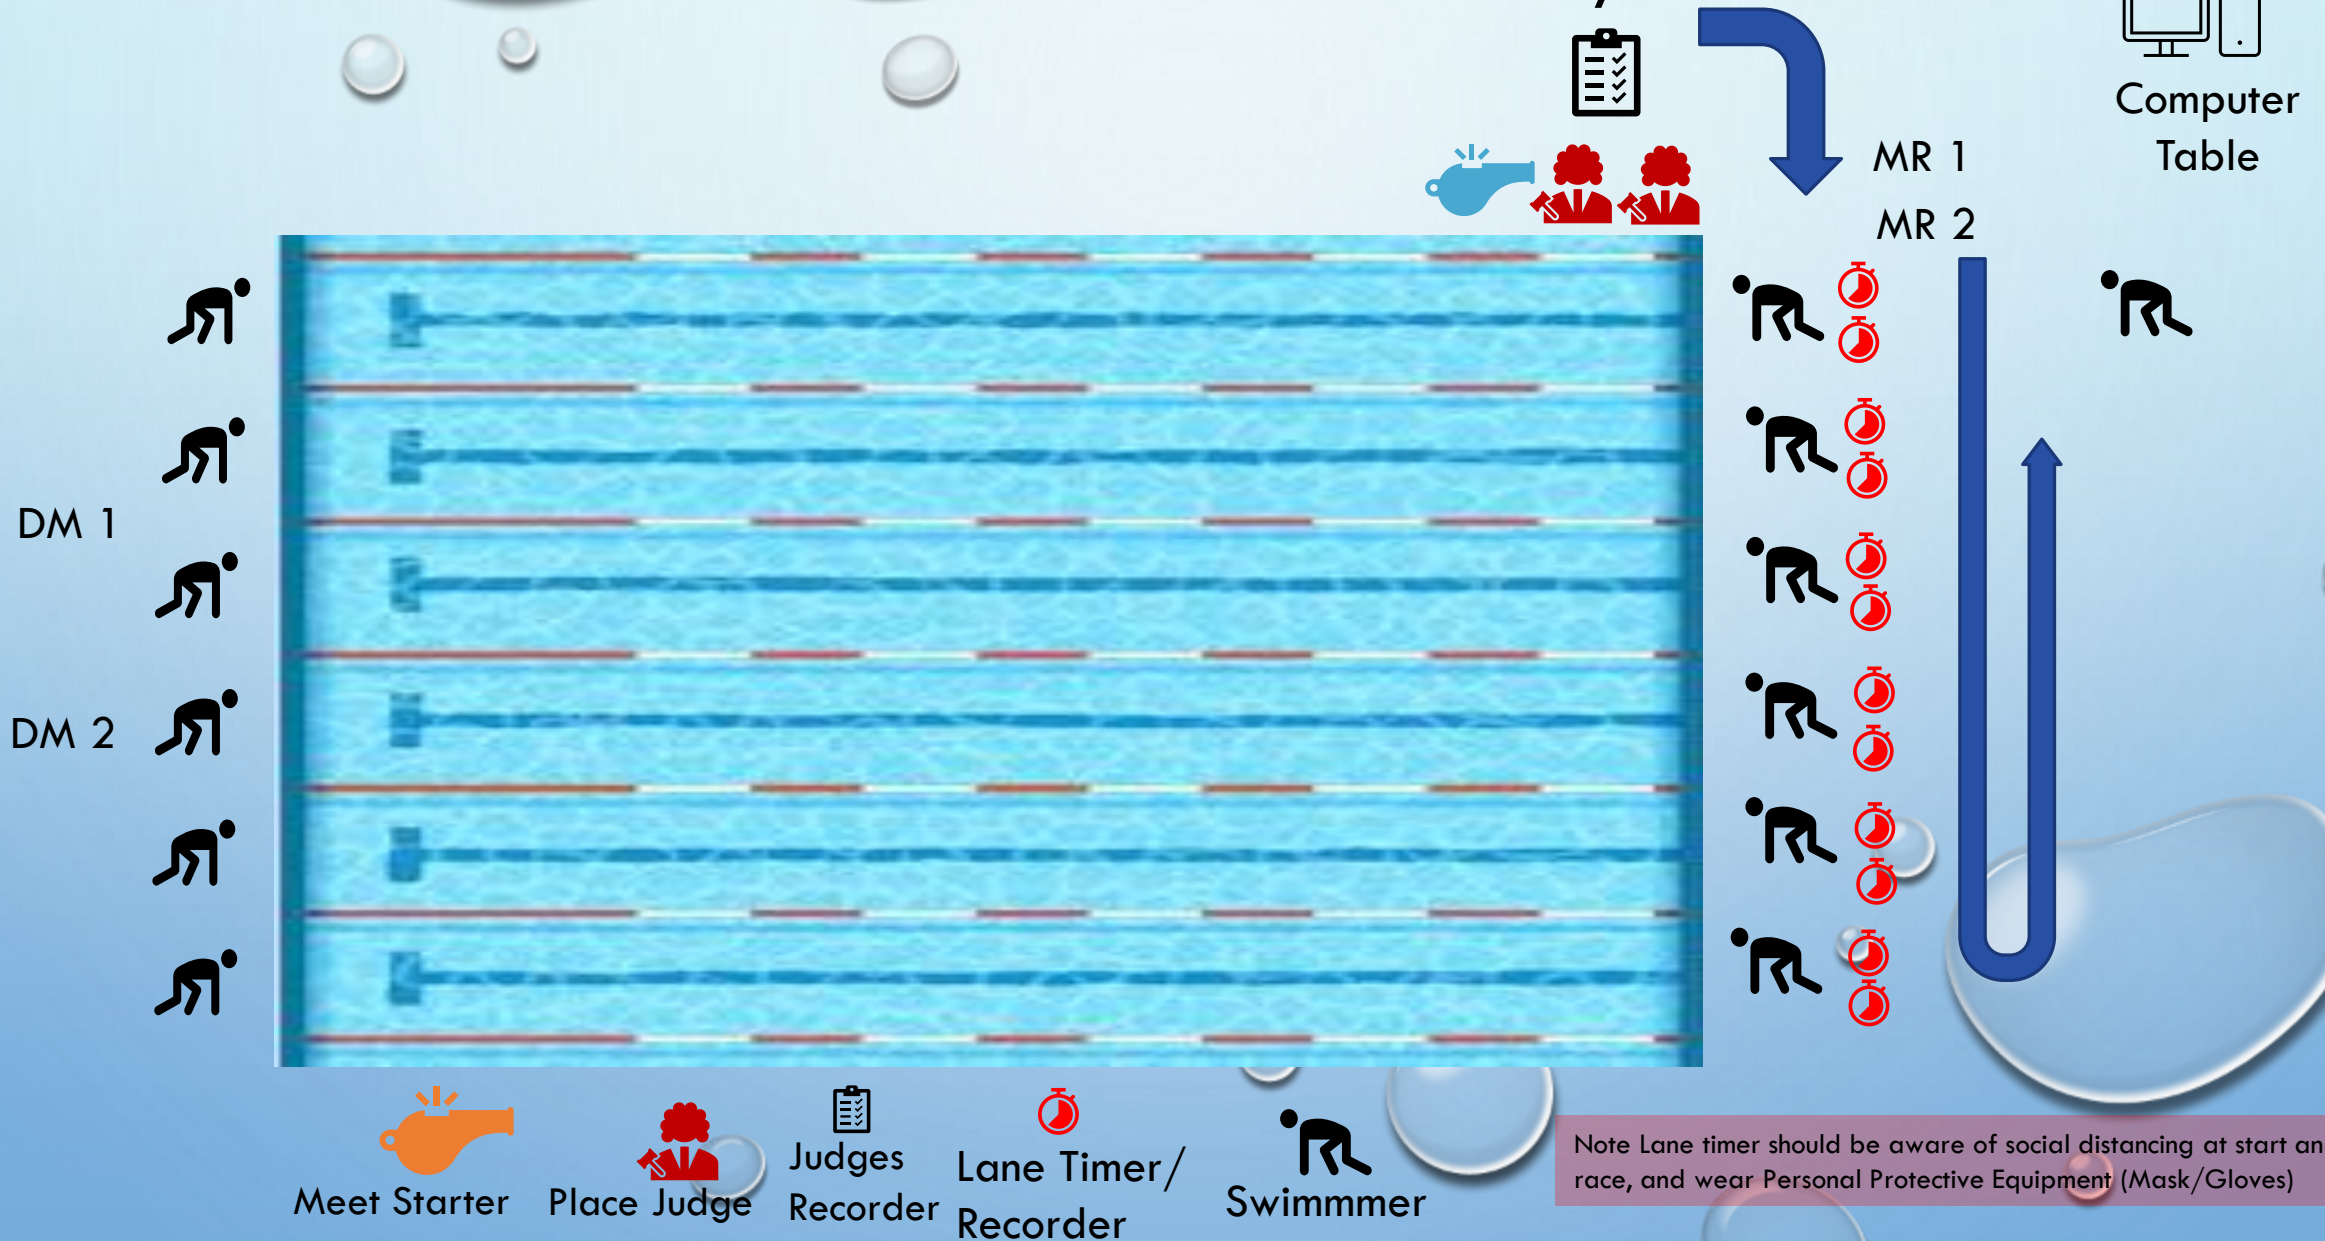 Computer
Table
MR 1
MR 2
DM 1
DM 2
Meet Starter
Place Judge
Judges
Recorder
Lane Timer/
Recorder
Swimmmer
Note Lane timer should be aware of social distancing at start an
race, and wear Personal Protective Equipment (Mask/Gloves)